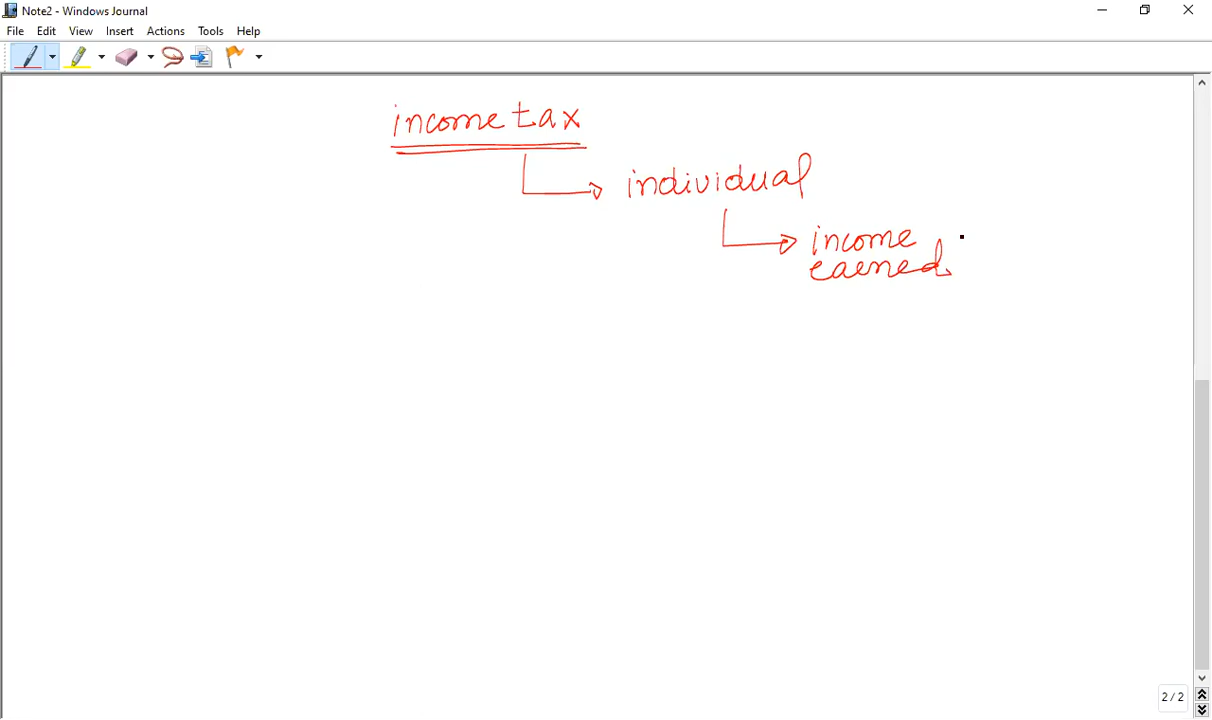 Note2 - Windows Journal
File Edit View Insert Actions Tools Help
income tax
individual
income
earned
2 / 2